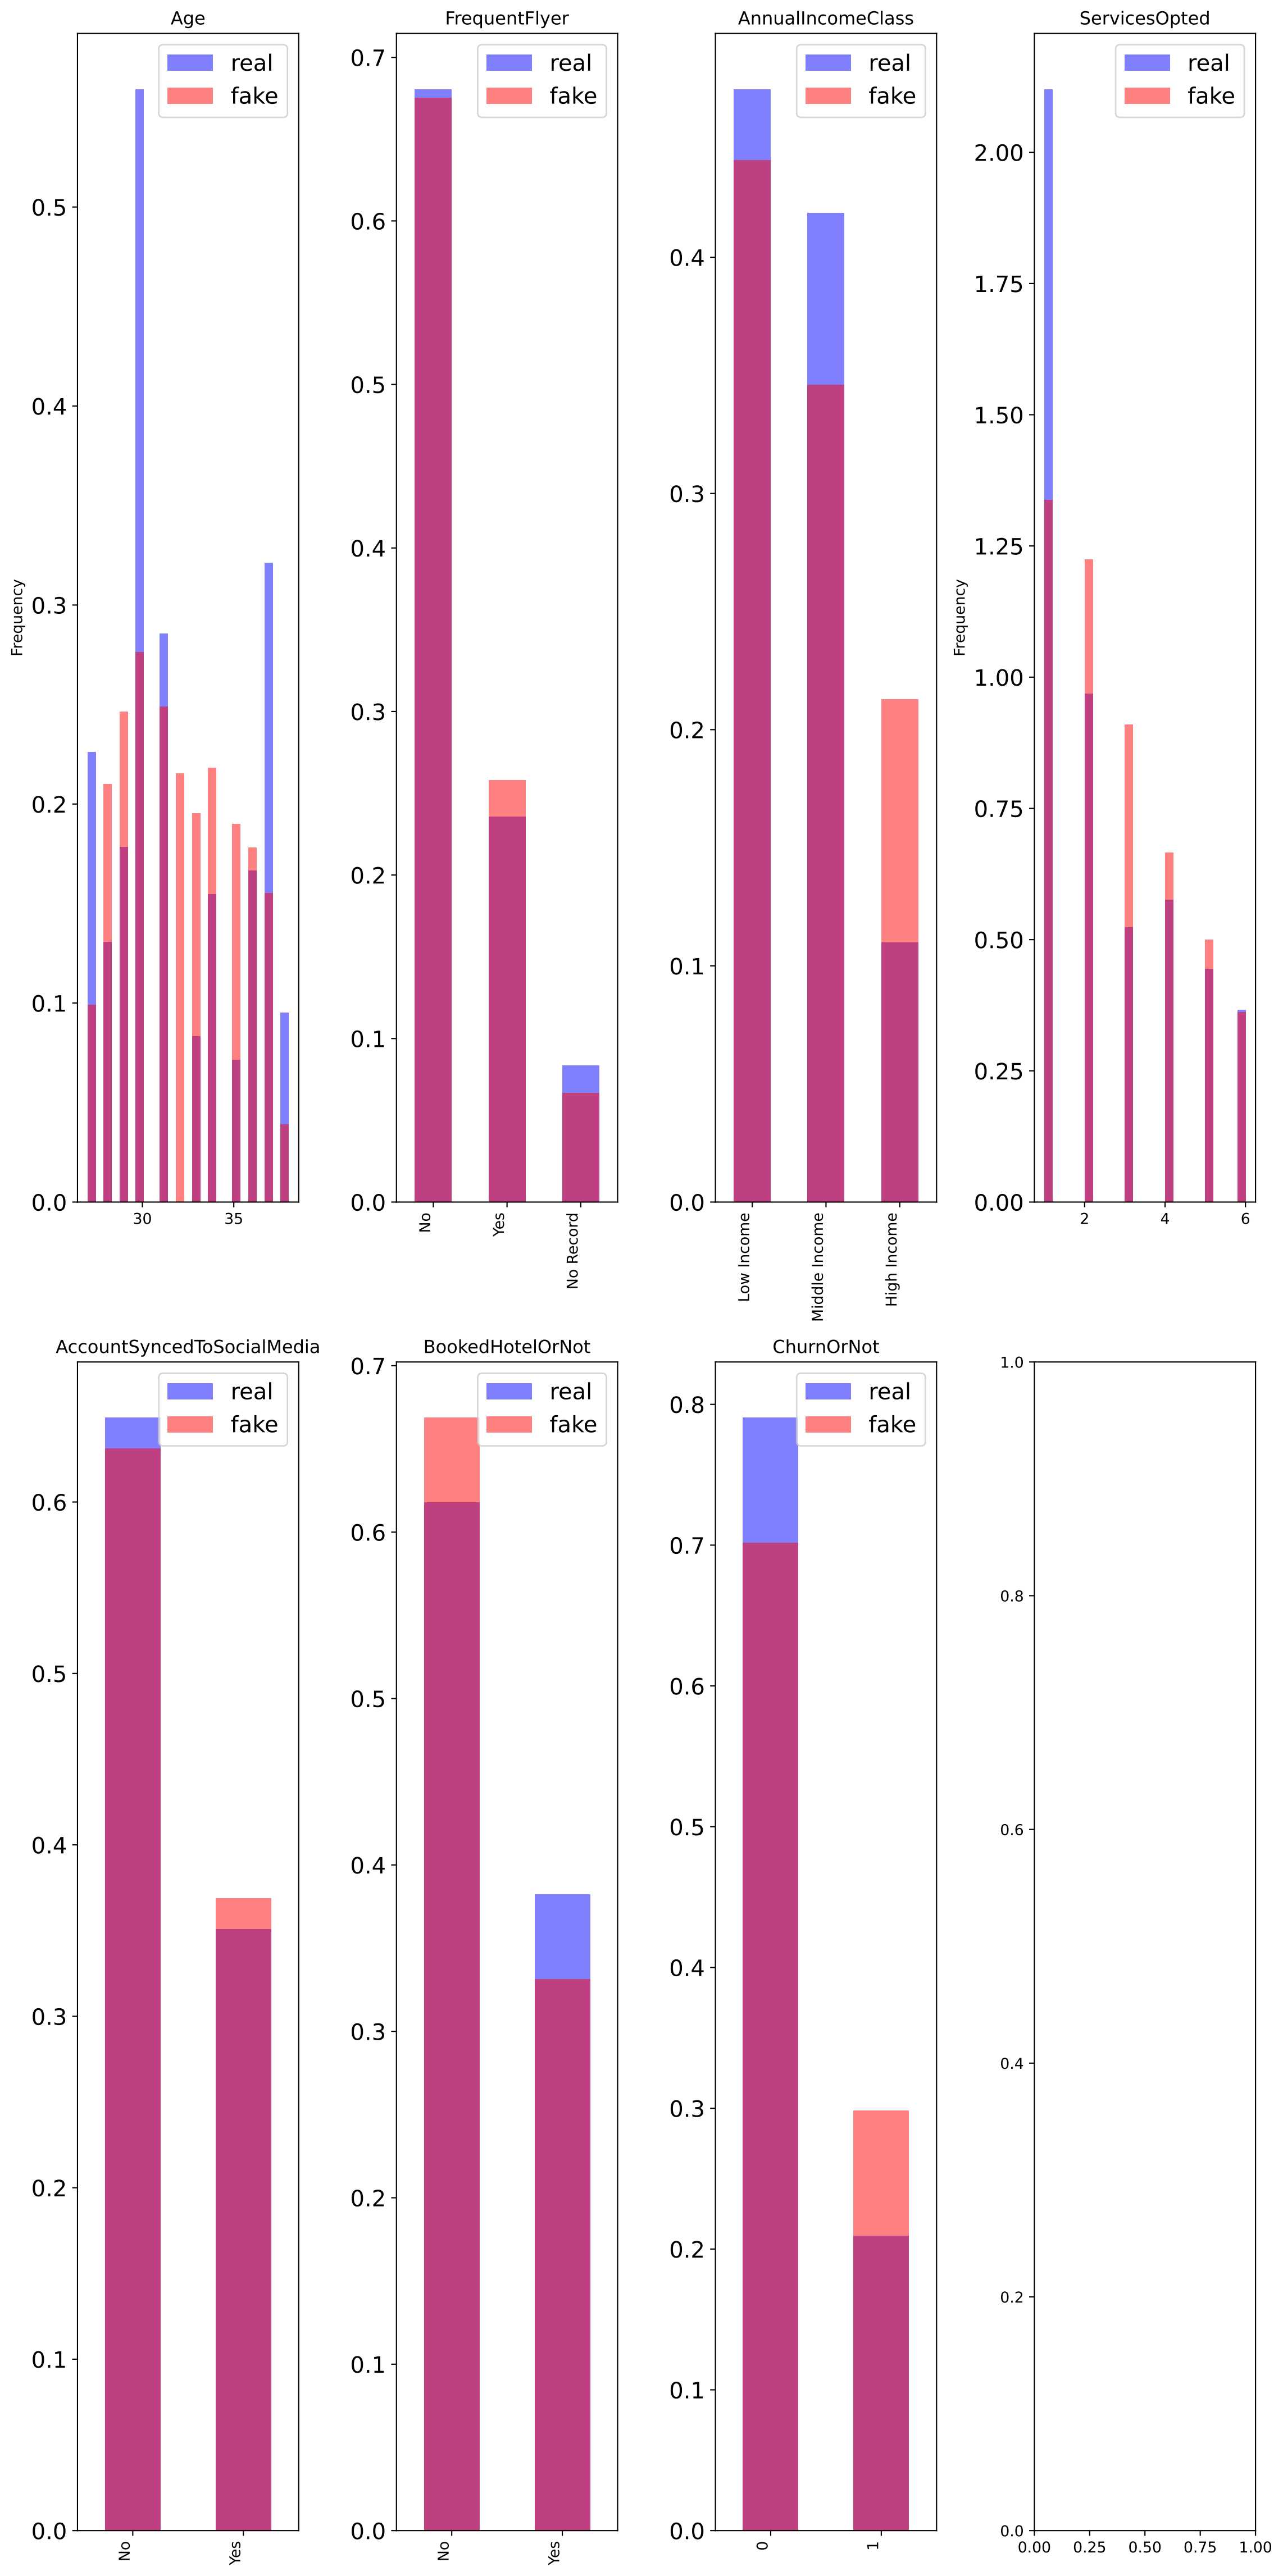 Age
real
fake
Frequency
0.5
0.4
0.3
0.2
0.1
0.0
30 35
FrequentFlyer
real
fake
0.7
0.6
0.5
0.4
0.3
0.2
0.1
0.0
No
Yes
No Record
AnnualIncomeClass
real
fake
0.4
0.3
0.2
0.1
0.0
Low Income
Middle Income
High Income
ServicesOpted
real
fake
Frequency
2.00
1.75
1.50
1.25
1.00
0.75
0.50
0.25
0.00
2 4 6
AccountSyncedToSocialMedia
real
fake
0.6
0.5
0.4
0.3
0.2
0.1
0.0
No
Yes
BookedHotelOrNot
real
fake
0.7
0.6
0.5
0.4
0.3
0.2
0.1
0.0
No
Yes
ChurnOrNot
real
fake
0.8
0.7
0.6
0.5
0.4
0.3
0.2
0.1
0.0
0
1
1.0
0.8
0.6
0.4
0.2
0.0
0.00 0.25 0.50 0.75 1.00